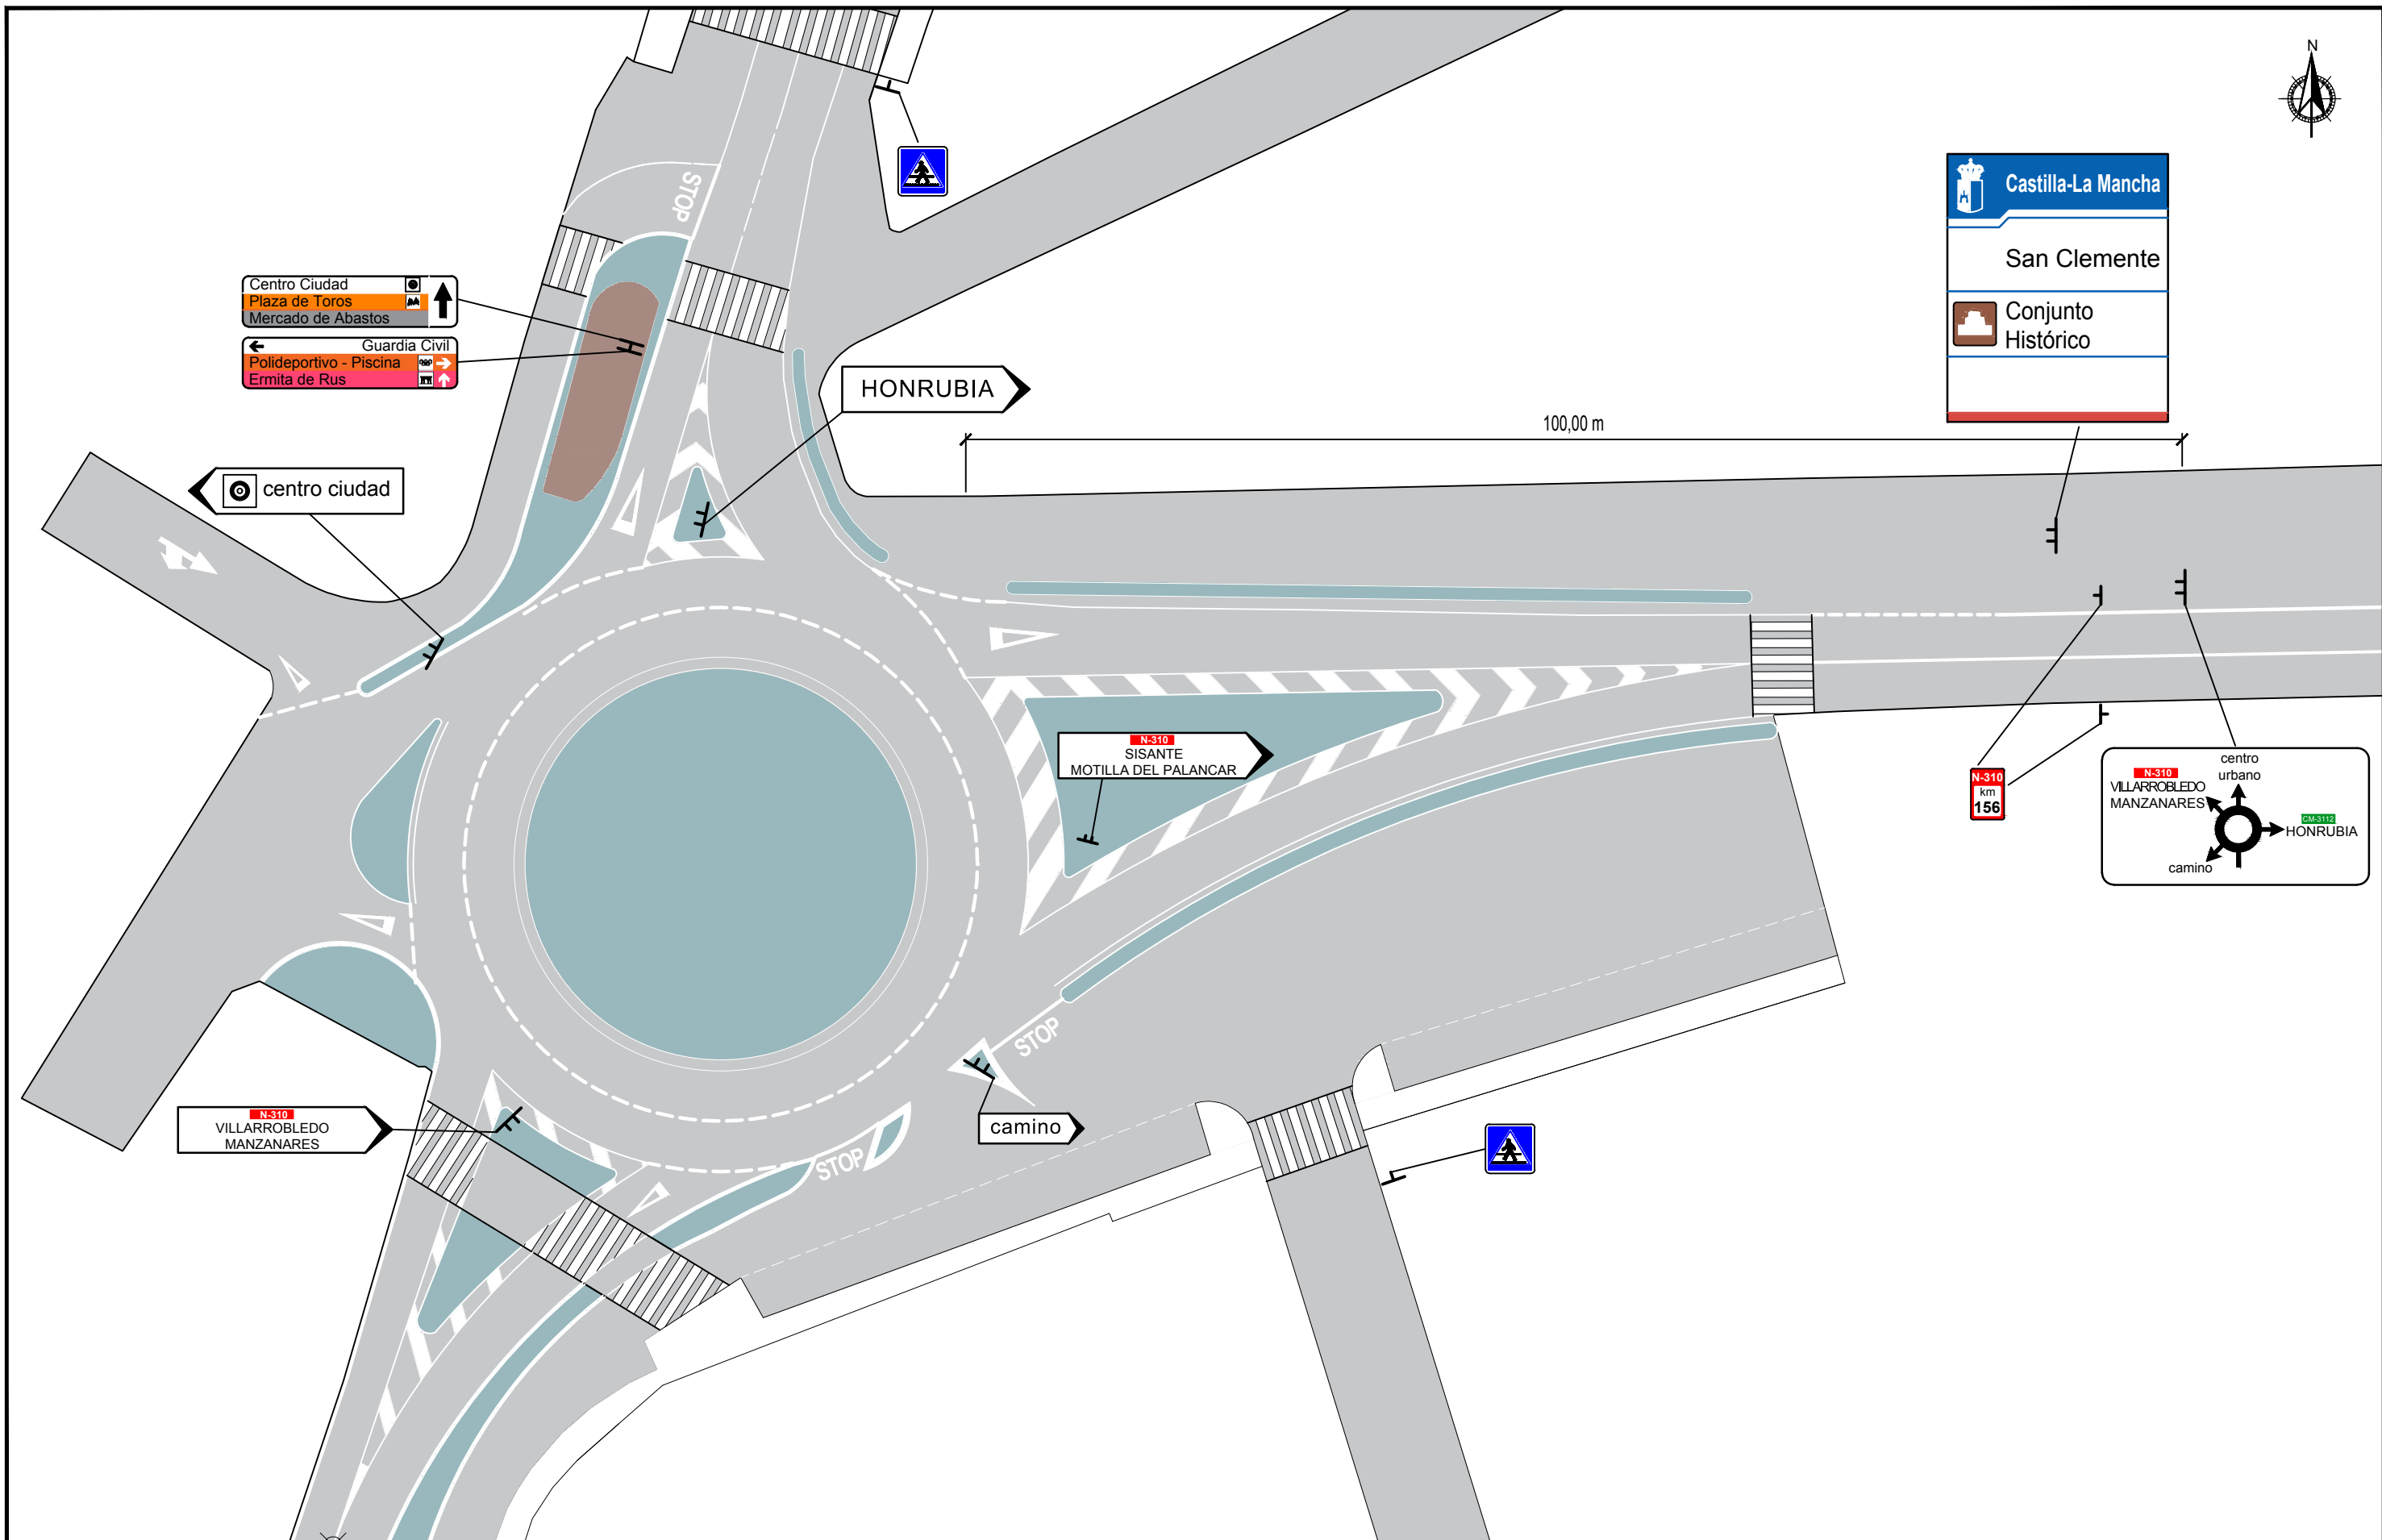 N
Castilla-La Mancha
San Clemente
Conjunto
Histórico
STOP
Centro Ciudad
Plaza de Toros
Mercado de Abastos
Guardia Civil
Polideportivo - Piscina
Ermita de Rus
HONRUBIA
100,00 m
centro ciudad
N-310
SISANTE
MOTILLA DEL PALANCAR
N-310
km
156
centro
urbano
N-310
VILLARROBLEDO
MANZANARES
CM-3112
HONRUBIA
camino
STOP
N-310
VILLARROBLEDO
MANZANARES
camino
STOP